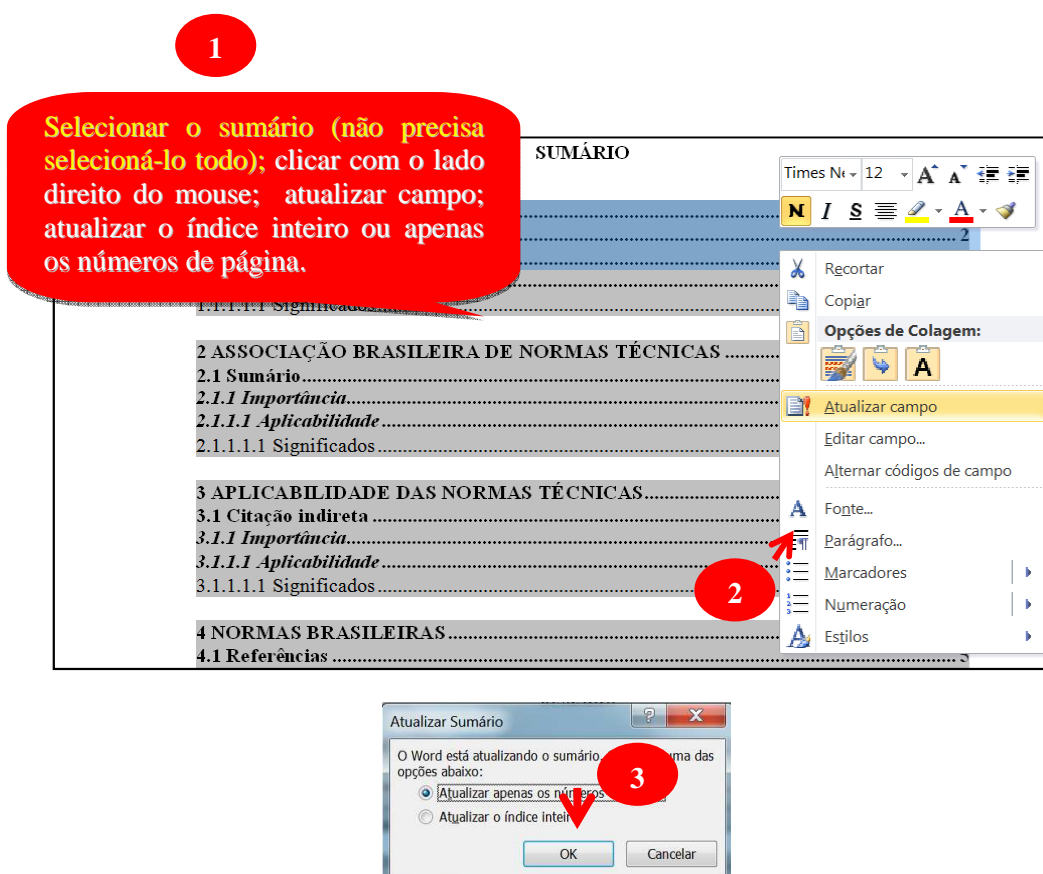 1
Selecionar o sumário (não precisa
selecioná-lo todo); clicar com o lado
direito do mouse; atualizar campo;
atualizar o índice inteiro ou apenas
os números de página.
SUMÁRIO
Times Ne 12 A A
N I S A
2
1.1.1.1.1 Significados
2 ASSOCIAÇÃO BRASILEIRA DE NORMAS TÉCNICAS
2.1 Sumário
2.1.1 Importância
2.1.1.1 Aplicabilidade
2.1.1.1.1 Significados
3 APLICABILIDADE DAS NORMAS TÉCNICAS
3.1 Citação indireta
3.1.1 Importância
3.1.1.1 Aplicabilidade
3.1.1.1.1 Significados
4 NORMAS BRASILEIRAS
4.1 Referências 5
Recortar
Copiar
Opções de Colagem:
A
Atualizar campo
Editar campo...
Alternar códigos de campo
Fonte...
Parágrafo...
Marcadores
Numeração
Estilos
2
Atualizar Sumário
O Word está atualizando o sumário. uma das
opções abaixo:
Atualizar apenas os números
Atualizar o índice inteiro
3
OK Cancelar